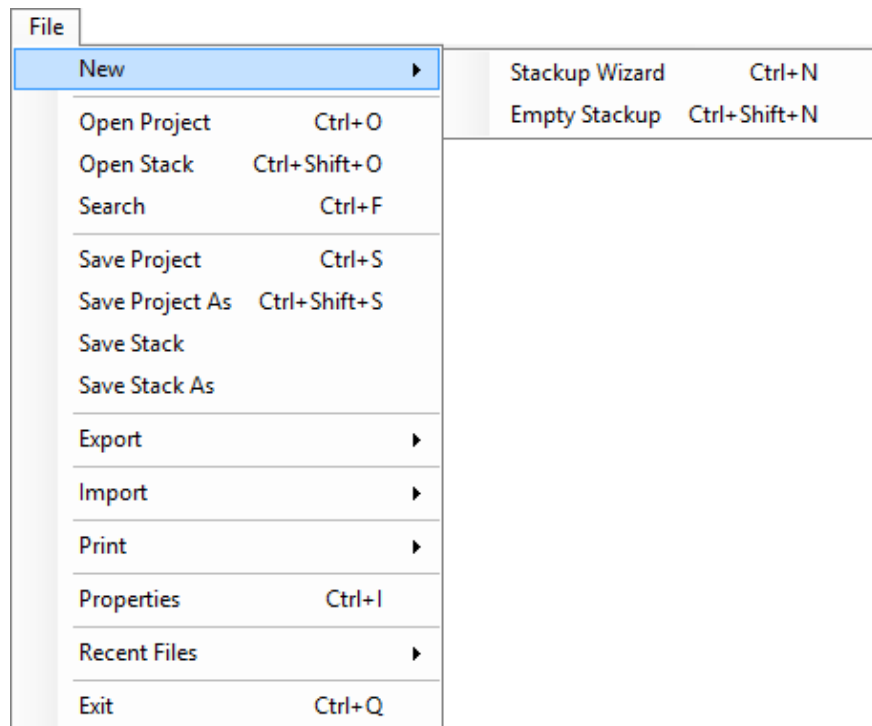 File
New
Stackup Wizard Ctrl+N
Empty Stackup Ctrl+Shift+N
Open Project Ctrl+O
Open Stack Ctrl+Shift+O
Search Ctrl+F
Save Project Ctrl+S
Save Project As Ctrl+Shift+S
Save Stack
Save Stack As
Export
Import
Print
Properties Ctrl+I
Recent Files
Exit Ctrl+Q